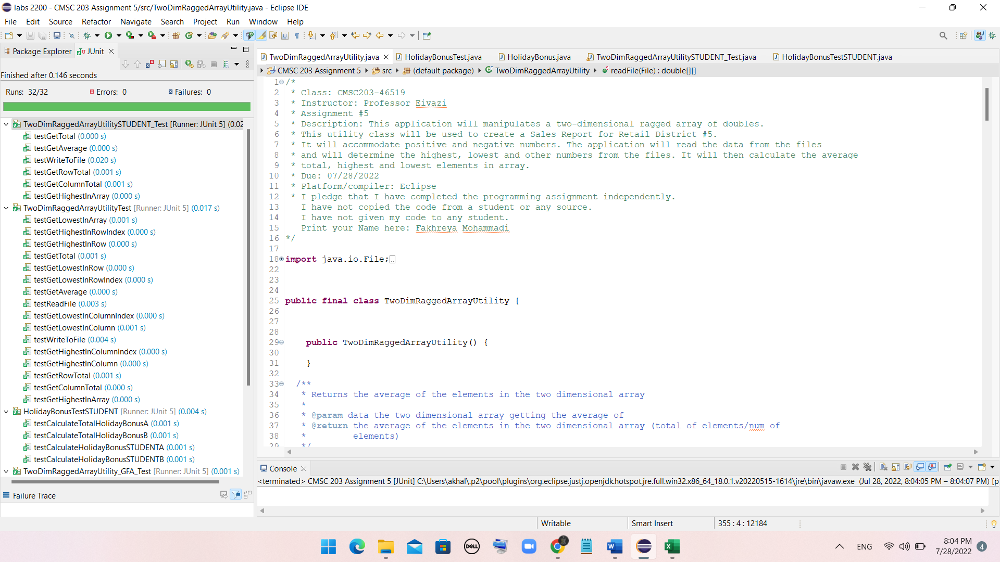 labs 2200 - CMSC 203 Assignment 5/src/TwoDimRaggedArrayUtility.java - Eclipse IDE
File Edit Source Refactor Navigate Search Project Run Window Help
Package Explorer JUnit
Finished after 0.146 seconds
Runs: 32/32 Errors: 0 Failures: 0
TwoDimRaggedArrayUtilitySTUDENT_Test [Runner: JUnit 5] (0.02
testGetTotal (0.000 s)
testGetAverage (0.000 s)
testWriteToFile (0.020 s)
testGetRowTotal (0.001 s)
testGetColumnTotal (0.001 s)
testGetHighestInArray (0.000 s)
TwoDimRaggedArrayUtilityTest [Runner: JUnit 5] (0.017 s)
testGetLowestInArray (0.001 s)
testGetHighestInRowIndex (0.000 s)
testGetHighestInRow (0.000 s)
testGetTotal (0.001 s)
testGetLowestInRow (0.000 s)
testGetLowestInRowIndex (0.000 s)
testGetAverage (0.000 s)
testReadFile (0.003 s)
testGetLowestInColumnIndex (0.000 s)
testGetLowestInColumn (0.001 s)
testWriteToFile (0.004 s)
testGetHighestInColumnIndex (0.000 s)
testGetHighestInColumn (0.000 s)
testGetRowTotal (0.001 s)
testGetColumnTotal (0.000 s)
testGetHighestInArray (0.000 s)
HolidayBonusTestSTUDENT [Runner: JUnit 5] (0.004 s)
testCalculateTotalHolidayBonusA (0.001 s)
testCalculateTotalHolidayBonusB (0.001 s)
testCalculateHolidayBonusSTUDENTA (0.001 s)
testCalculateHolidayBonusSTUDENTB (0.001 s)
TwoDimRaggedArrayUtility_GFA_Test [Runner: JUnit 5] (0.001 s)
Failure Trace
TwoDimRaggedArrayUtility.java HolidayBonusTest.java HolidayBonus.java TwoDimRaggedArrayUtilitySTUDENT_Test.java HolidayBonusTestSTUDENT.java
CMSC 203 Assignment 5 src (default package) TwoDimRaggedArrayUtility readFile(File) : double[][]
1 /*
2 * Class: CMSC203-46519
3 * Instructor: Professor Eivazi
4 * Assignment #5
5 * Description: This application will manipulates a two-dimensional ragged array of doubles.
6 * This utility class will be used to create a Sales Report for Retail District #5.
7 * It will accommodate positive and negative numbers. The application will read the data from the files
8 * and will determine the highest, lowest and other numbers from the files. It will then calculate the average
9 * total, highest and lowest elements in array.
10 * Due: 07/28/2022
11 * Platform/compiler: Eclipse
12 * I pledge that I have completed the programming assignment independently.
13 I have not copied the code from a student or any source.
14 I have not given my code to any student.
15 Print your Name here: Fakhreya Mohammadi
16 */
17
18 import java.io.File;
22
23
24
25 public final class TwoDimRaggedArrayUtility {
26
27
28
29 public TwoDimRaggedArrayUtility() {
30
31 }
32
33 /**
34 * Returns the average of the elements in the two dimensional array
35 *
36 * @param data the two dimensional array getting the average of
37 * @return the average of the elements in the two dimensional array (total of elements/num of
38 * elements)
39 */
Console
<terminated> CMSC 203 Assignment 5 [JUnit] C:\Users\akhal\.p2\pool\plugins\org.eclipse.justj.openjdk.hotspot.jre.full.win32.x86_64_18.0.1.v20220515-1614\jre\bin\javaw.exe (Jul 28, 2022, 8:04:05 PM – 8:04:07 PM) [p
Writable Smart Insert 355 : 4 : 12184
DELL
ENG
8:04 PM
7/28/2022
4